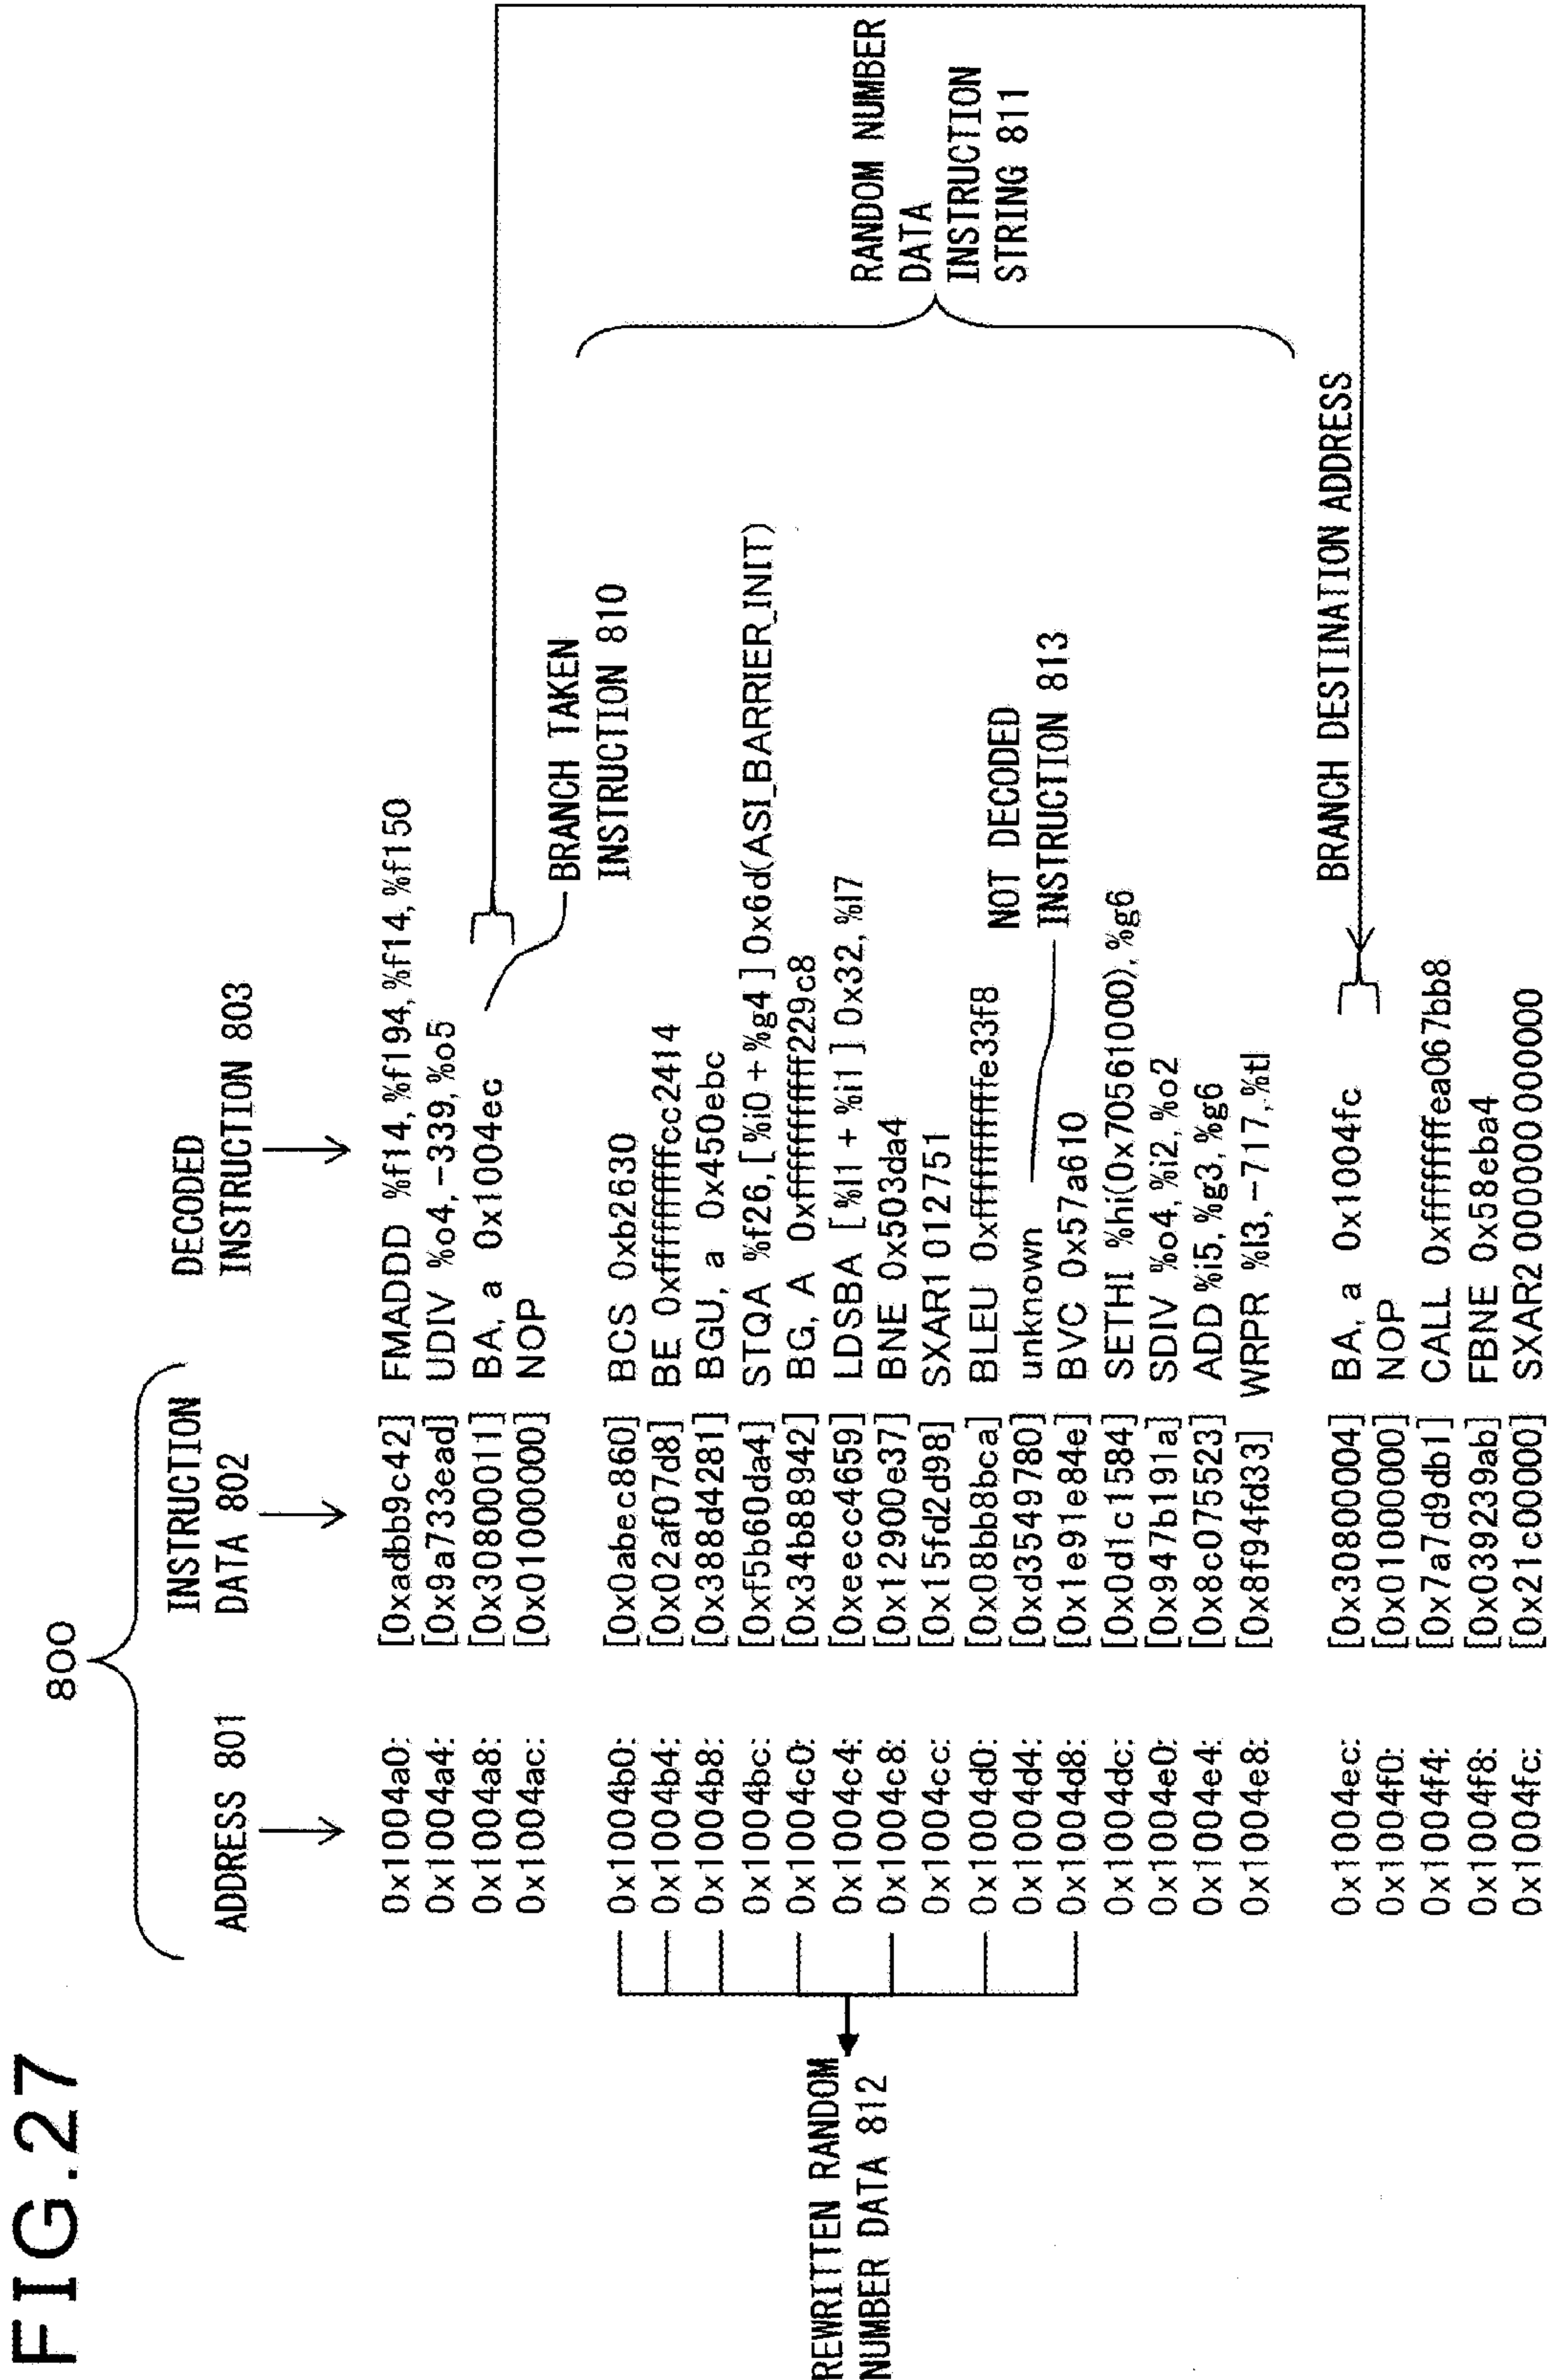 FIG.27
800
ADDRESS 801
INSTRUCTION
DATA 802
DECODED
INSTRUCTION 803
0x1004a0: [0xadbb9c42] FMADDD %f14,%f194,%f14,%f150
0x1004a4: [0x9a733ead] UDIV %o4,-339,%o5
0x1004a8: [0x30800011] BA, a 0x1004ec
0x1004ac: [0x01000000] NOP
BRANCH TAKEN
INSTRUCTION 810
0x1004b0: [0x0abec860] BCS 0xb2630
0x1004b4: [0x02af07d8] BE 0xffffffffffcc2414
0x1004b8: [0x388d4281] BGU, a 0x450ebc
0x1004bc: [0xf5b60da4] STQA %f26,[%i0+%g4]0x6d(ASI_BARRIER_INIT)
0x1004c0: [0x34b88942] BG, A 0xfffffffffff229c8
0x1004c4: [0xeecc4659] LDSBA [%l1+%i1]0x32,%l7
0x1004c8: [0x12900e37] BNE 0x503da4
0x1004cc: [0x15fd2d98] SXAR1 012751
0x1004d0: [0x08bb8bca] BLEU 0xfffffffffffe33f8
0x1004d4: [0xd3549780] unknown
0x1004d8: [0x1e91e84e] BVC 0x57a610
0x1004dc: [0x0d1c1584] SETHI %hi(0x70561000),%g6
0x1004e0: [0x947b191a] SDIV %o4,%i2,%o2
0x1004e4: [0x8c075523] ADD %i5,%g3,%g6
0x1004e8: [0x8f94fd33] WRPR %l3,-717,%tl
NOT DECODED
INSTRUCTION 813
RANDOM NUMBER
DATA
INSTRUCTION
STRING 811
REWRITTEN RANDOM
NUMBER DATA 812
0x1004ec: [0x30800004] BA, a 0x1004fc
0x1004f0: [0x01000000] NOP
0x1004f4: [0x7a7d9db1] CALL 0xffffffffea067bb8
0x1004f8: [0x039239ab] FBNE 0x58eba4
0x1004fc: [0x21c00000] SXAR2 00000000000000
BRANCH DESTINATION ADDRESS